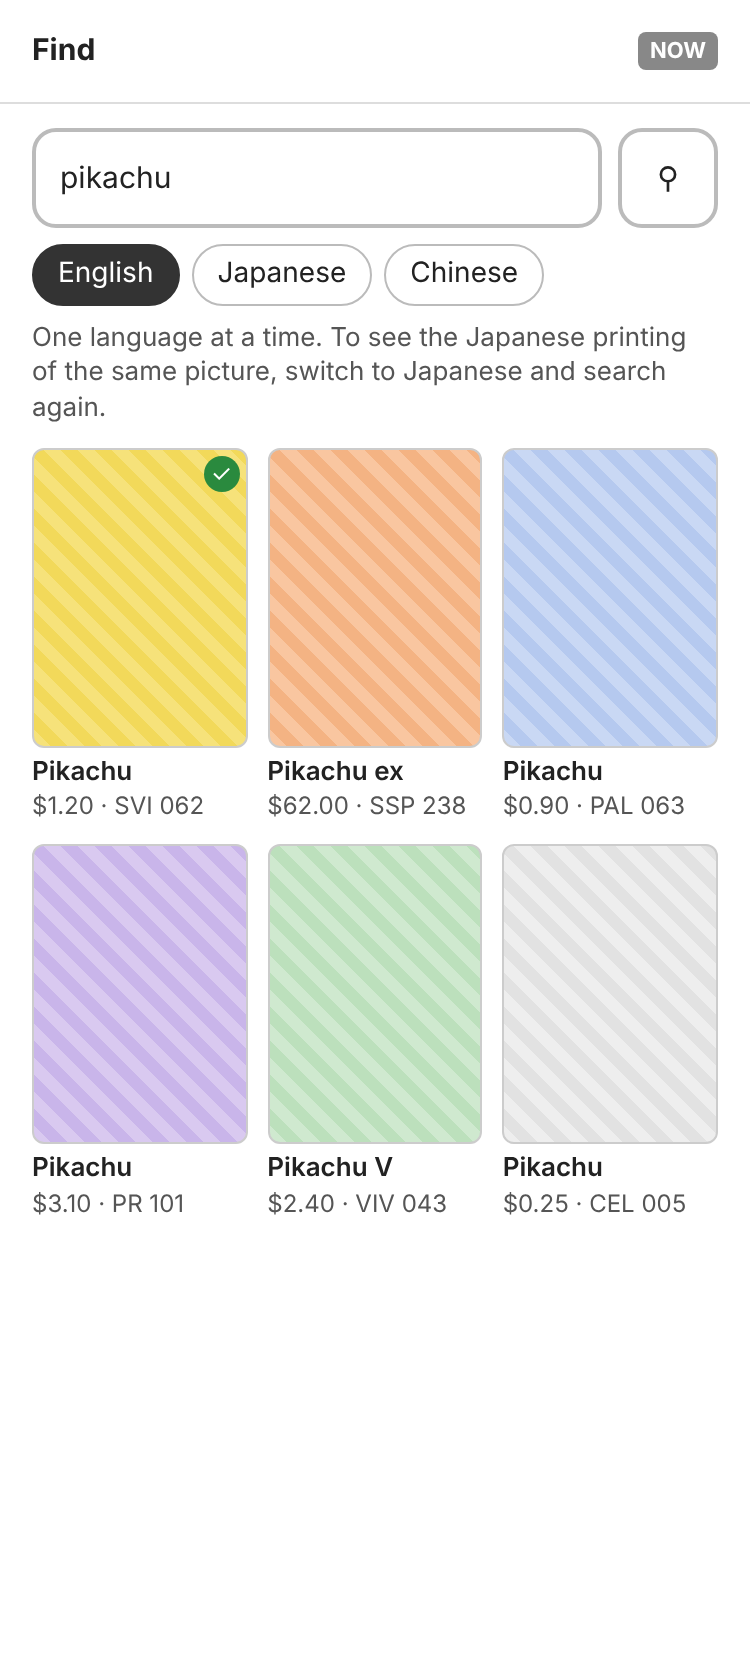 Find
NOW
pikachu
English Japanese Chinese
One language at a time. To see the Japanese printing
of the same picture, switch to Japanese and search
again.
Pikachu Pikachu ex Pikachu
$1.20 · SVI 062 $62.00 · SSP 238 $0.90 · PAL 063
Pikachu Pikachu V Pikachu
$3.10 · PR 101 $2.40 · VIV 043 $0.25 · CEL 005